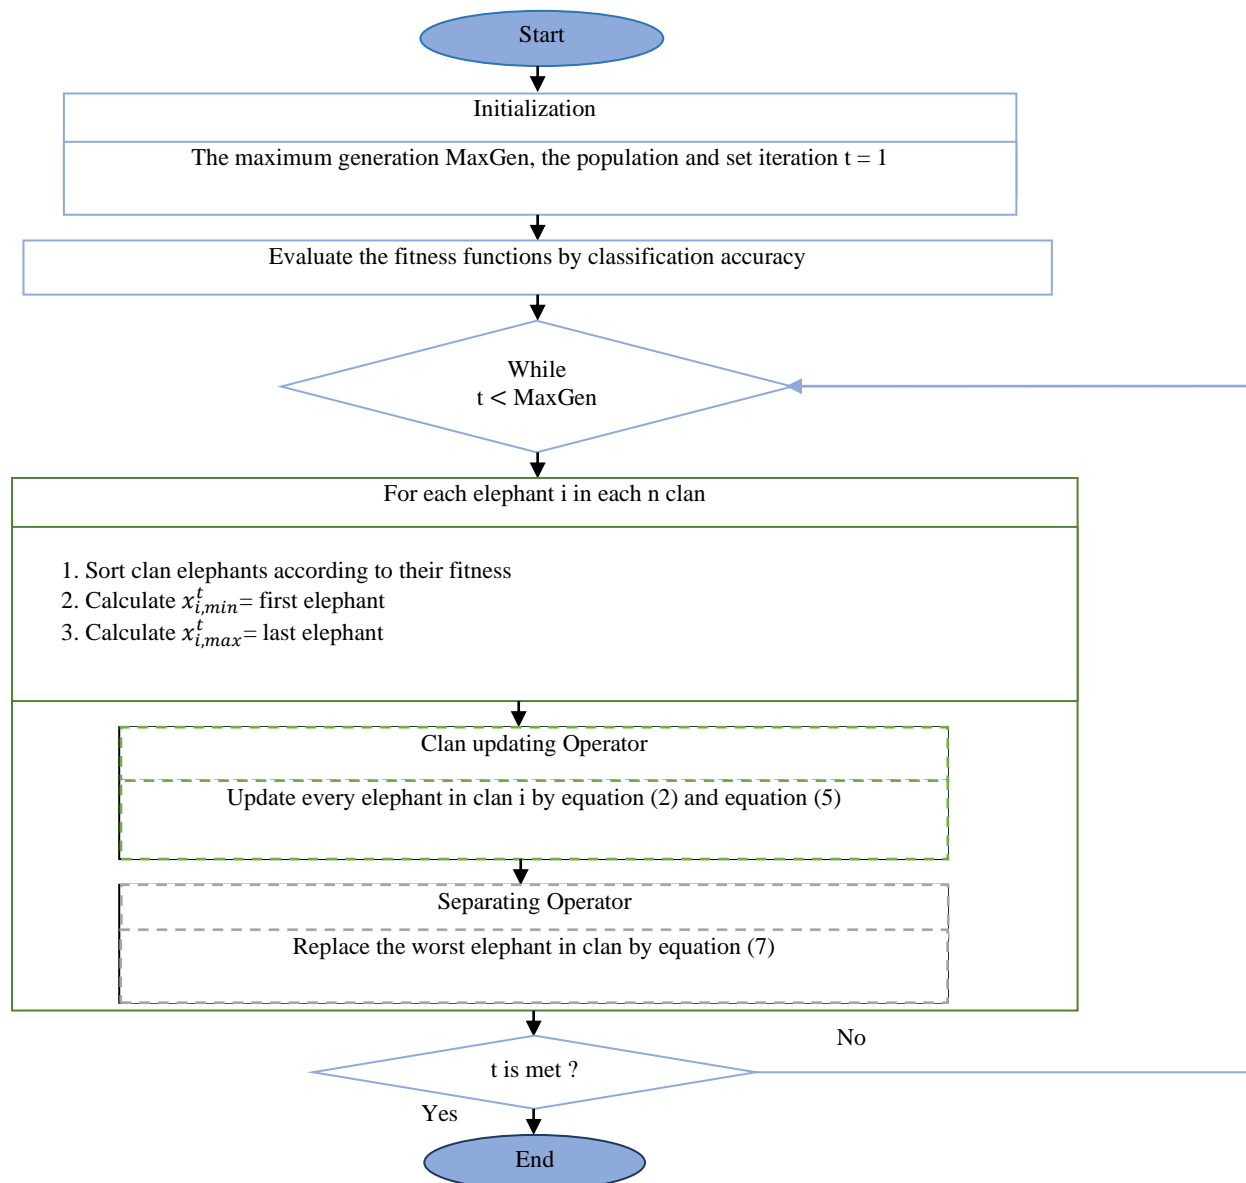 Start
Initialization
The maximum generation MaxGen, the population and set iteration t = 1
Evaluate the fitness functions by classification accuracy
While
t < MaxGen
For each elephant i in each n clan
1. Sort clan elephants according to their fitness
2. Calculate $x_{i,min}^{t}$= first elephant
3. Calculate $x_{i,max}^{t}$= last elephant
Clan updating Operator
Update every elephant in clan i by equation (2) and equation (5)
Separating Operator
Replace the worst elephant in clan by equation (7)
No
t is met ?
Yes
End